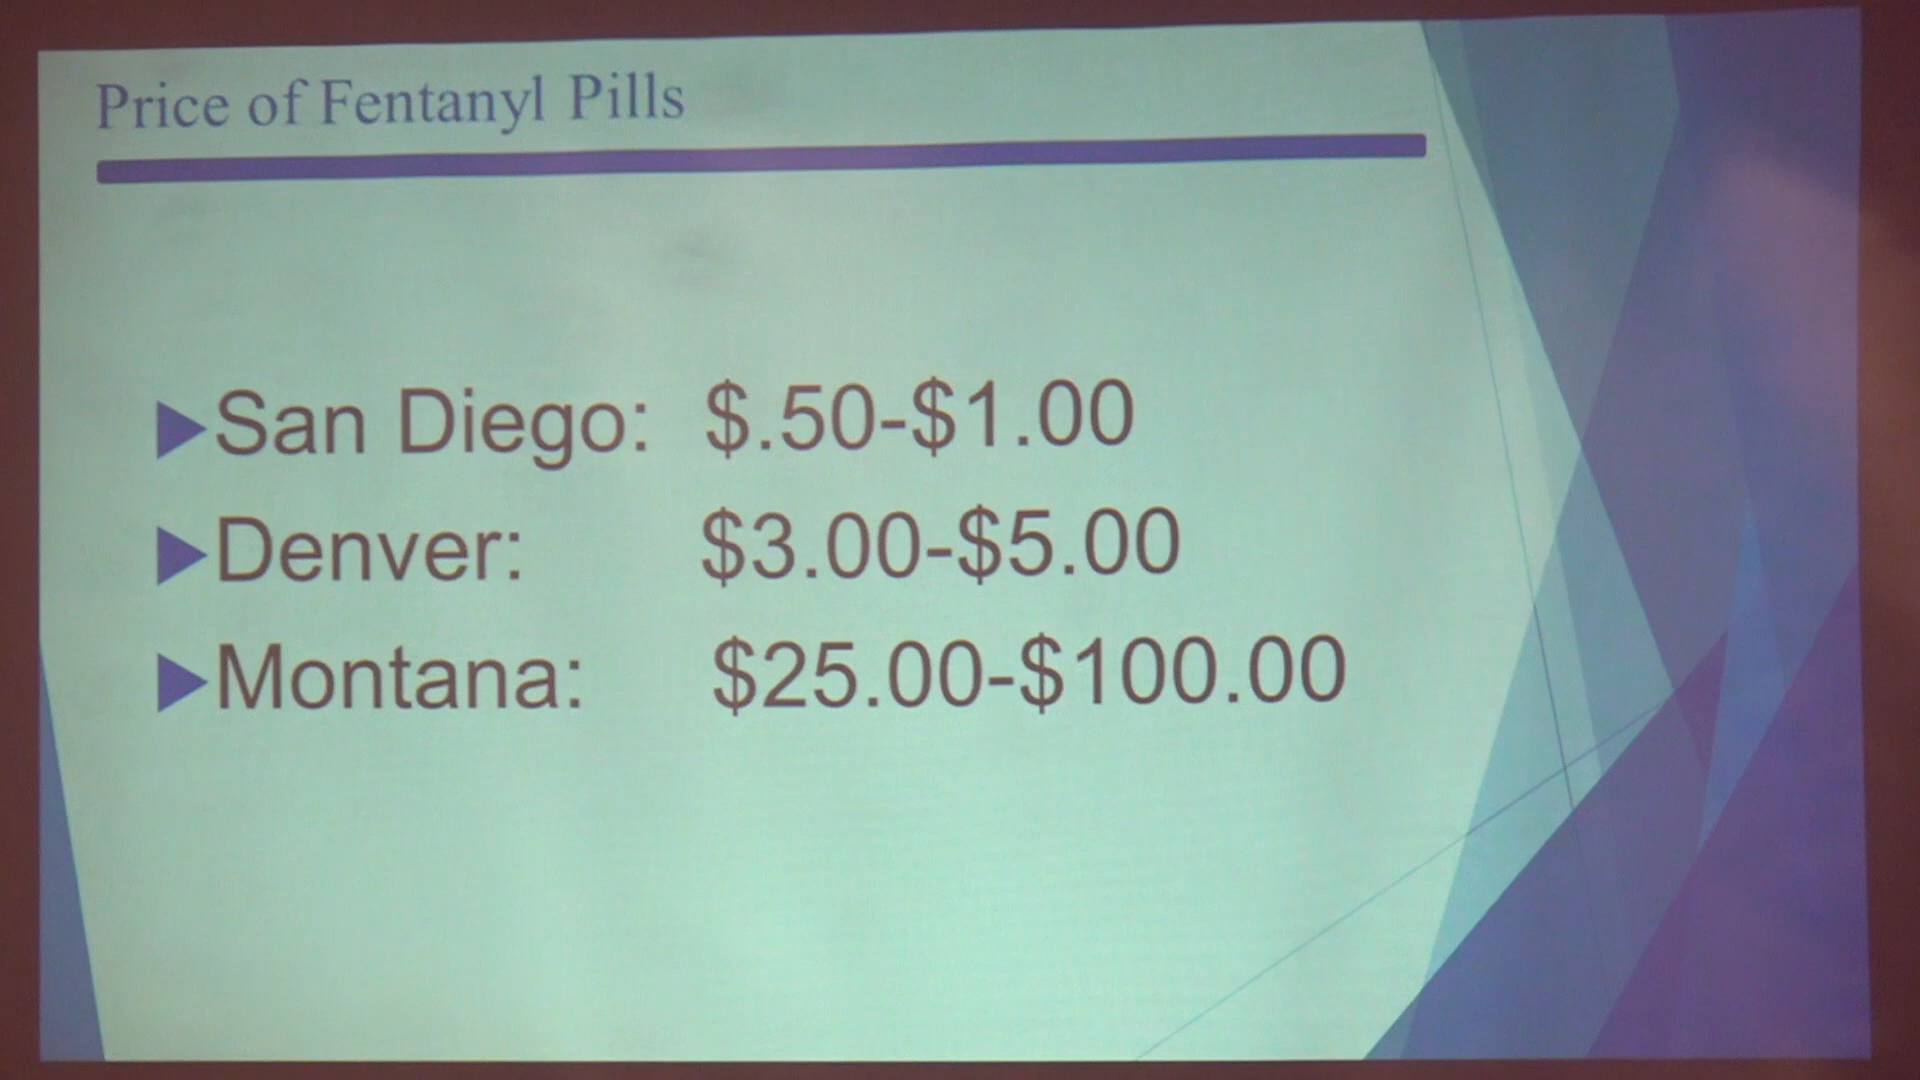 Price of Fentanyl Pills
San Diego: $.50-$1.00
Denver: $3.00-$5.00
Montana: $25.00-$100.00